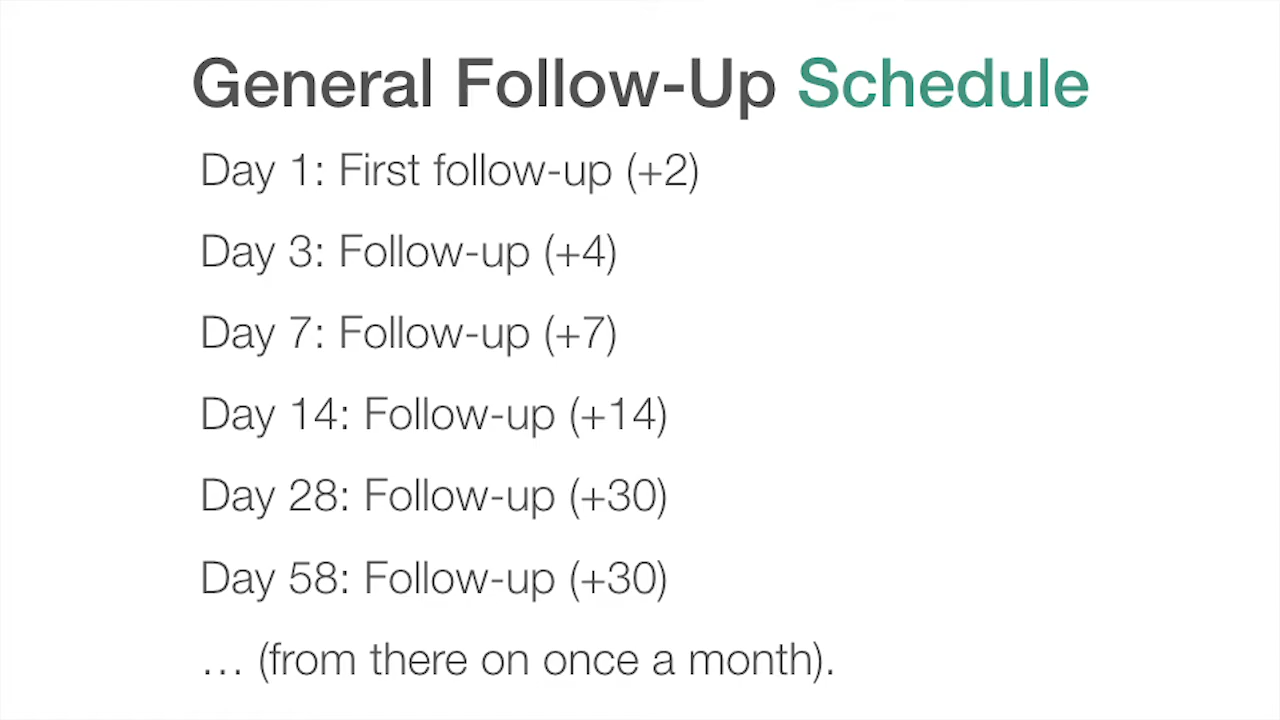 General Follow-Up Schedule
Day 1: First follow-up (+2)
Day 3: Follow-up (+4)
Day 7: Follow-up (+7)
Day 14: Follow-up (+14)
Day 28: Follow-up (+30)
Day 58: Follow-up (+30)
… (from there on once a month).